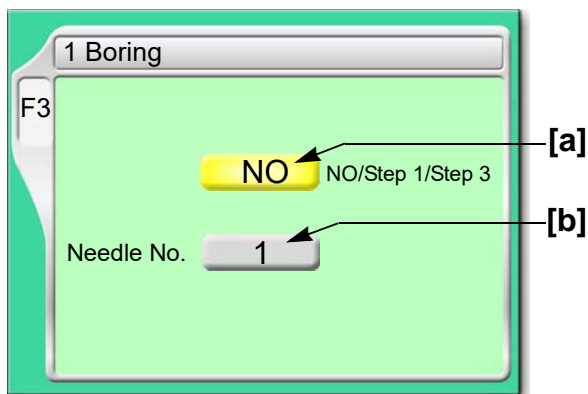 1 Boring
F3
[a]
NO NO/Step 1/Step 3
[b]
Needle No. 1